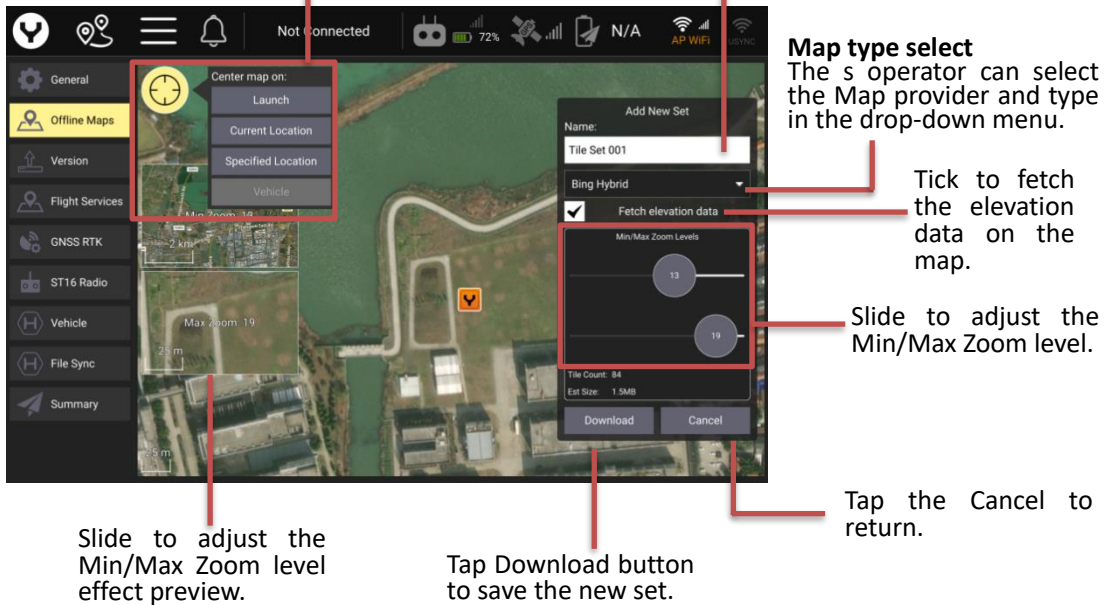 Not Connected
72%
N/A
AP WiFi
USYNC
General
Offline Maps
Version
Flight Services
GNSS RTK
ST16 Radio
Vehicle
File Sync
Summary
Center map on:
Launch
Current Location
Specified Location
Vehicle
Min Zoom: 13
2 km
Max Zoom: 19
25 m
25 m
Add New Set
Name:
Tile Set 001
Bing Hybrid
Fetch elevation data
Min/Max Zoom Levels
13
19
Tile Count: 84
Est Size: 1.5MB
Download
Cancel
Map type select
The s operator can select
the Map provider and type
in the drop-down menu.
Tick to fetch
the elevation
data on the
map.
Slide to adjust the
Min/Max Zoom level.
Tap the Cancel to
return.
Slide to adjust the
Min/Max Zoom level
effect preview.
Tap Download button
to save the new set.